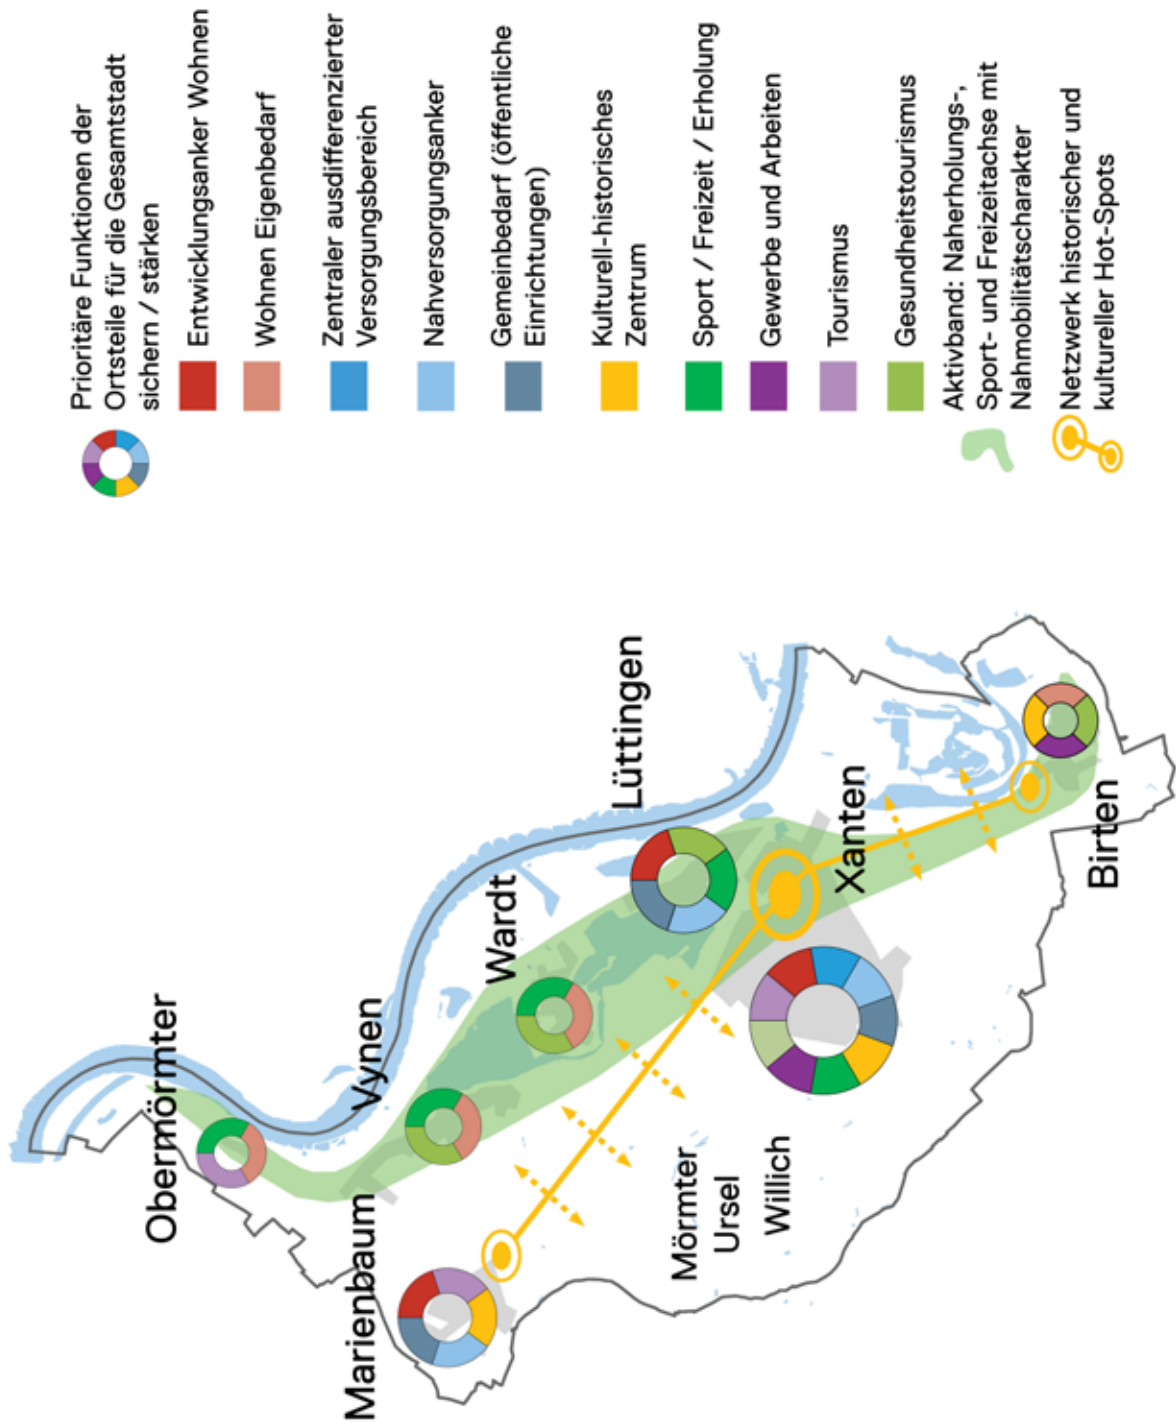 Obermörmter
Vynen
Wardt
Lüttingen
Marienbaum
Mörmter
Ursel
Willich
Xanten
Birten
Prioritäre Funktionen der
Ortsteile für die Gesamtstadt
sichern / stärken
Entwicklungsanker Wohnen
Wohnen Eigenbedarf
Zentraler ausdifferenzierter
Versorgungsbereich
Nahversorgungsanker
Gemeinbedarf (öffentliche
Einrichtungen)
Kulturell-historisches
Zentrum
Sport / Freizeit / Erholung
Gewerbe und Arbeiten
Tourismus
Gesundheitstourismus
Aktivband: Naherholungs-,
Sport- und Freizeitachse mit
Nahmobilitätscharakter
Netzwerk historischer und
kultureller Hot-Spots